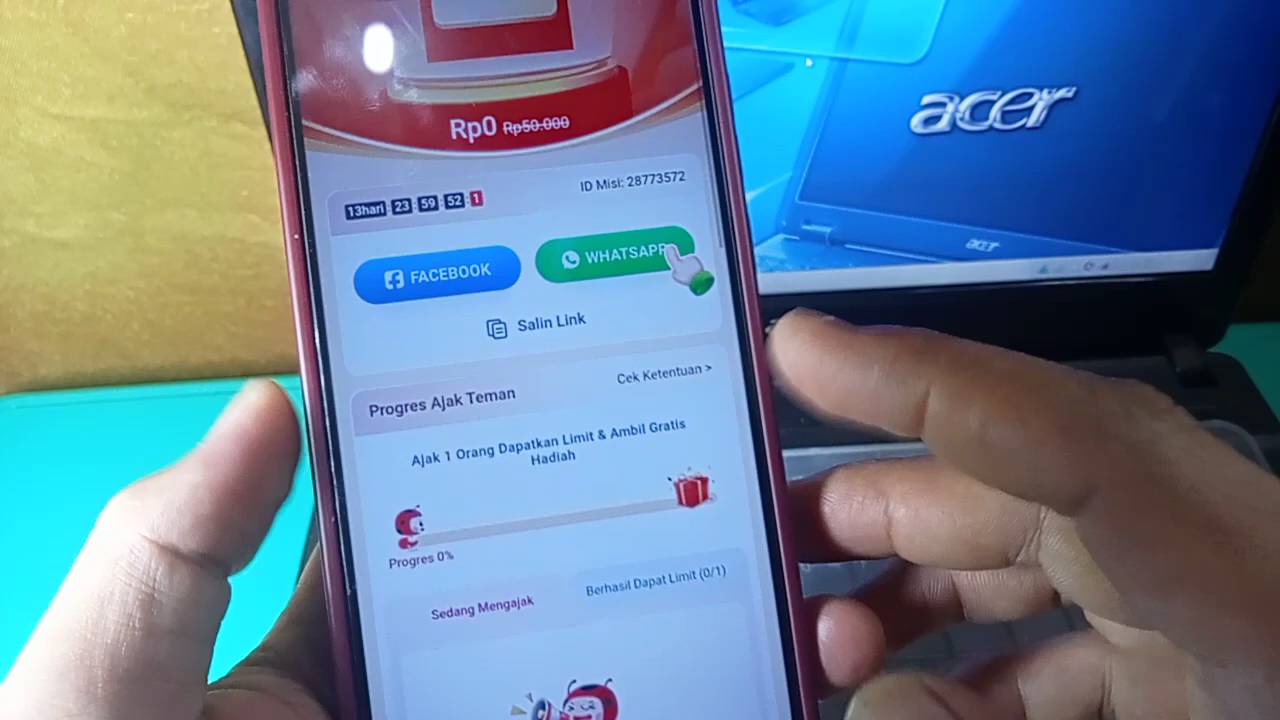 Rp0 Rp50.000
13hari 23 59 52 1
ID Misi: 28773572
FACEBOOK
WHATSAPP
Salin Link
Progres Ajak Teman
Cek Ketentuan >
Ajak 1 Orang Dapatkan Limit & Ambil Gratis
Hadiah
Progres 0%
Sedang Mengajak
Berhasil Dapat Limit (0/1)
acer
acer